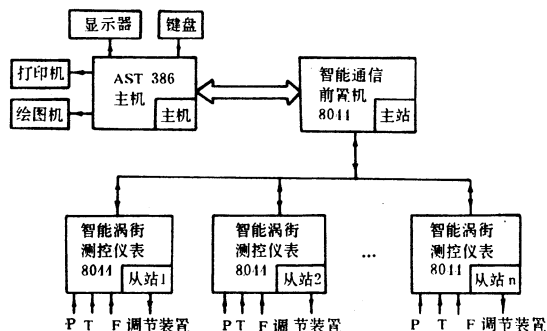 显示器
键盘
打印机
绘图机
AST 386
主机
主机
智能通信
前置机
8044
主站
智能涡街
测控仪表
8044
从站1
智能涡街
测控仪表
8044
从站2
...
智能涡街
测控仪表
8044
从站n
P T F 调节装置
P T F 调节装置
P T F 调节装置